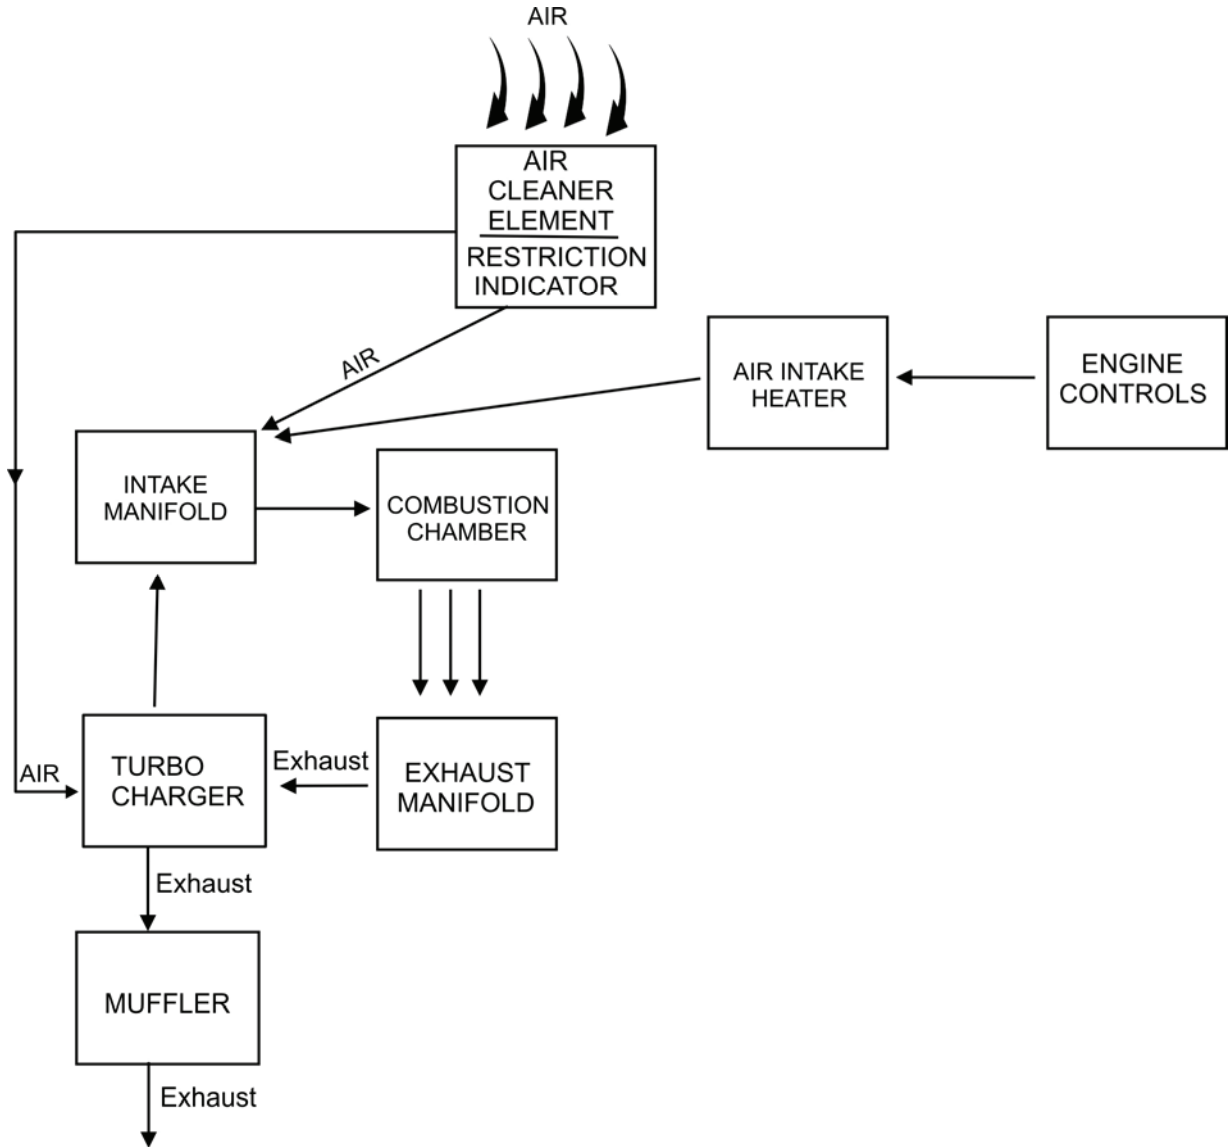 AIR
AIR
CLEANER
ELEMENT
RESTRICTION
INDICATOR
AIR
AIR INTAKE
HEATER
ENGINE
CONTROLS
INTAKE
MANIFOLD
COMBUSTION
CHAMBER
AIR
TURBO
CHARGER
Exhaust
EXHAUST
MANIFOLD
Exhaust
MUFFLER
Exhaust